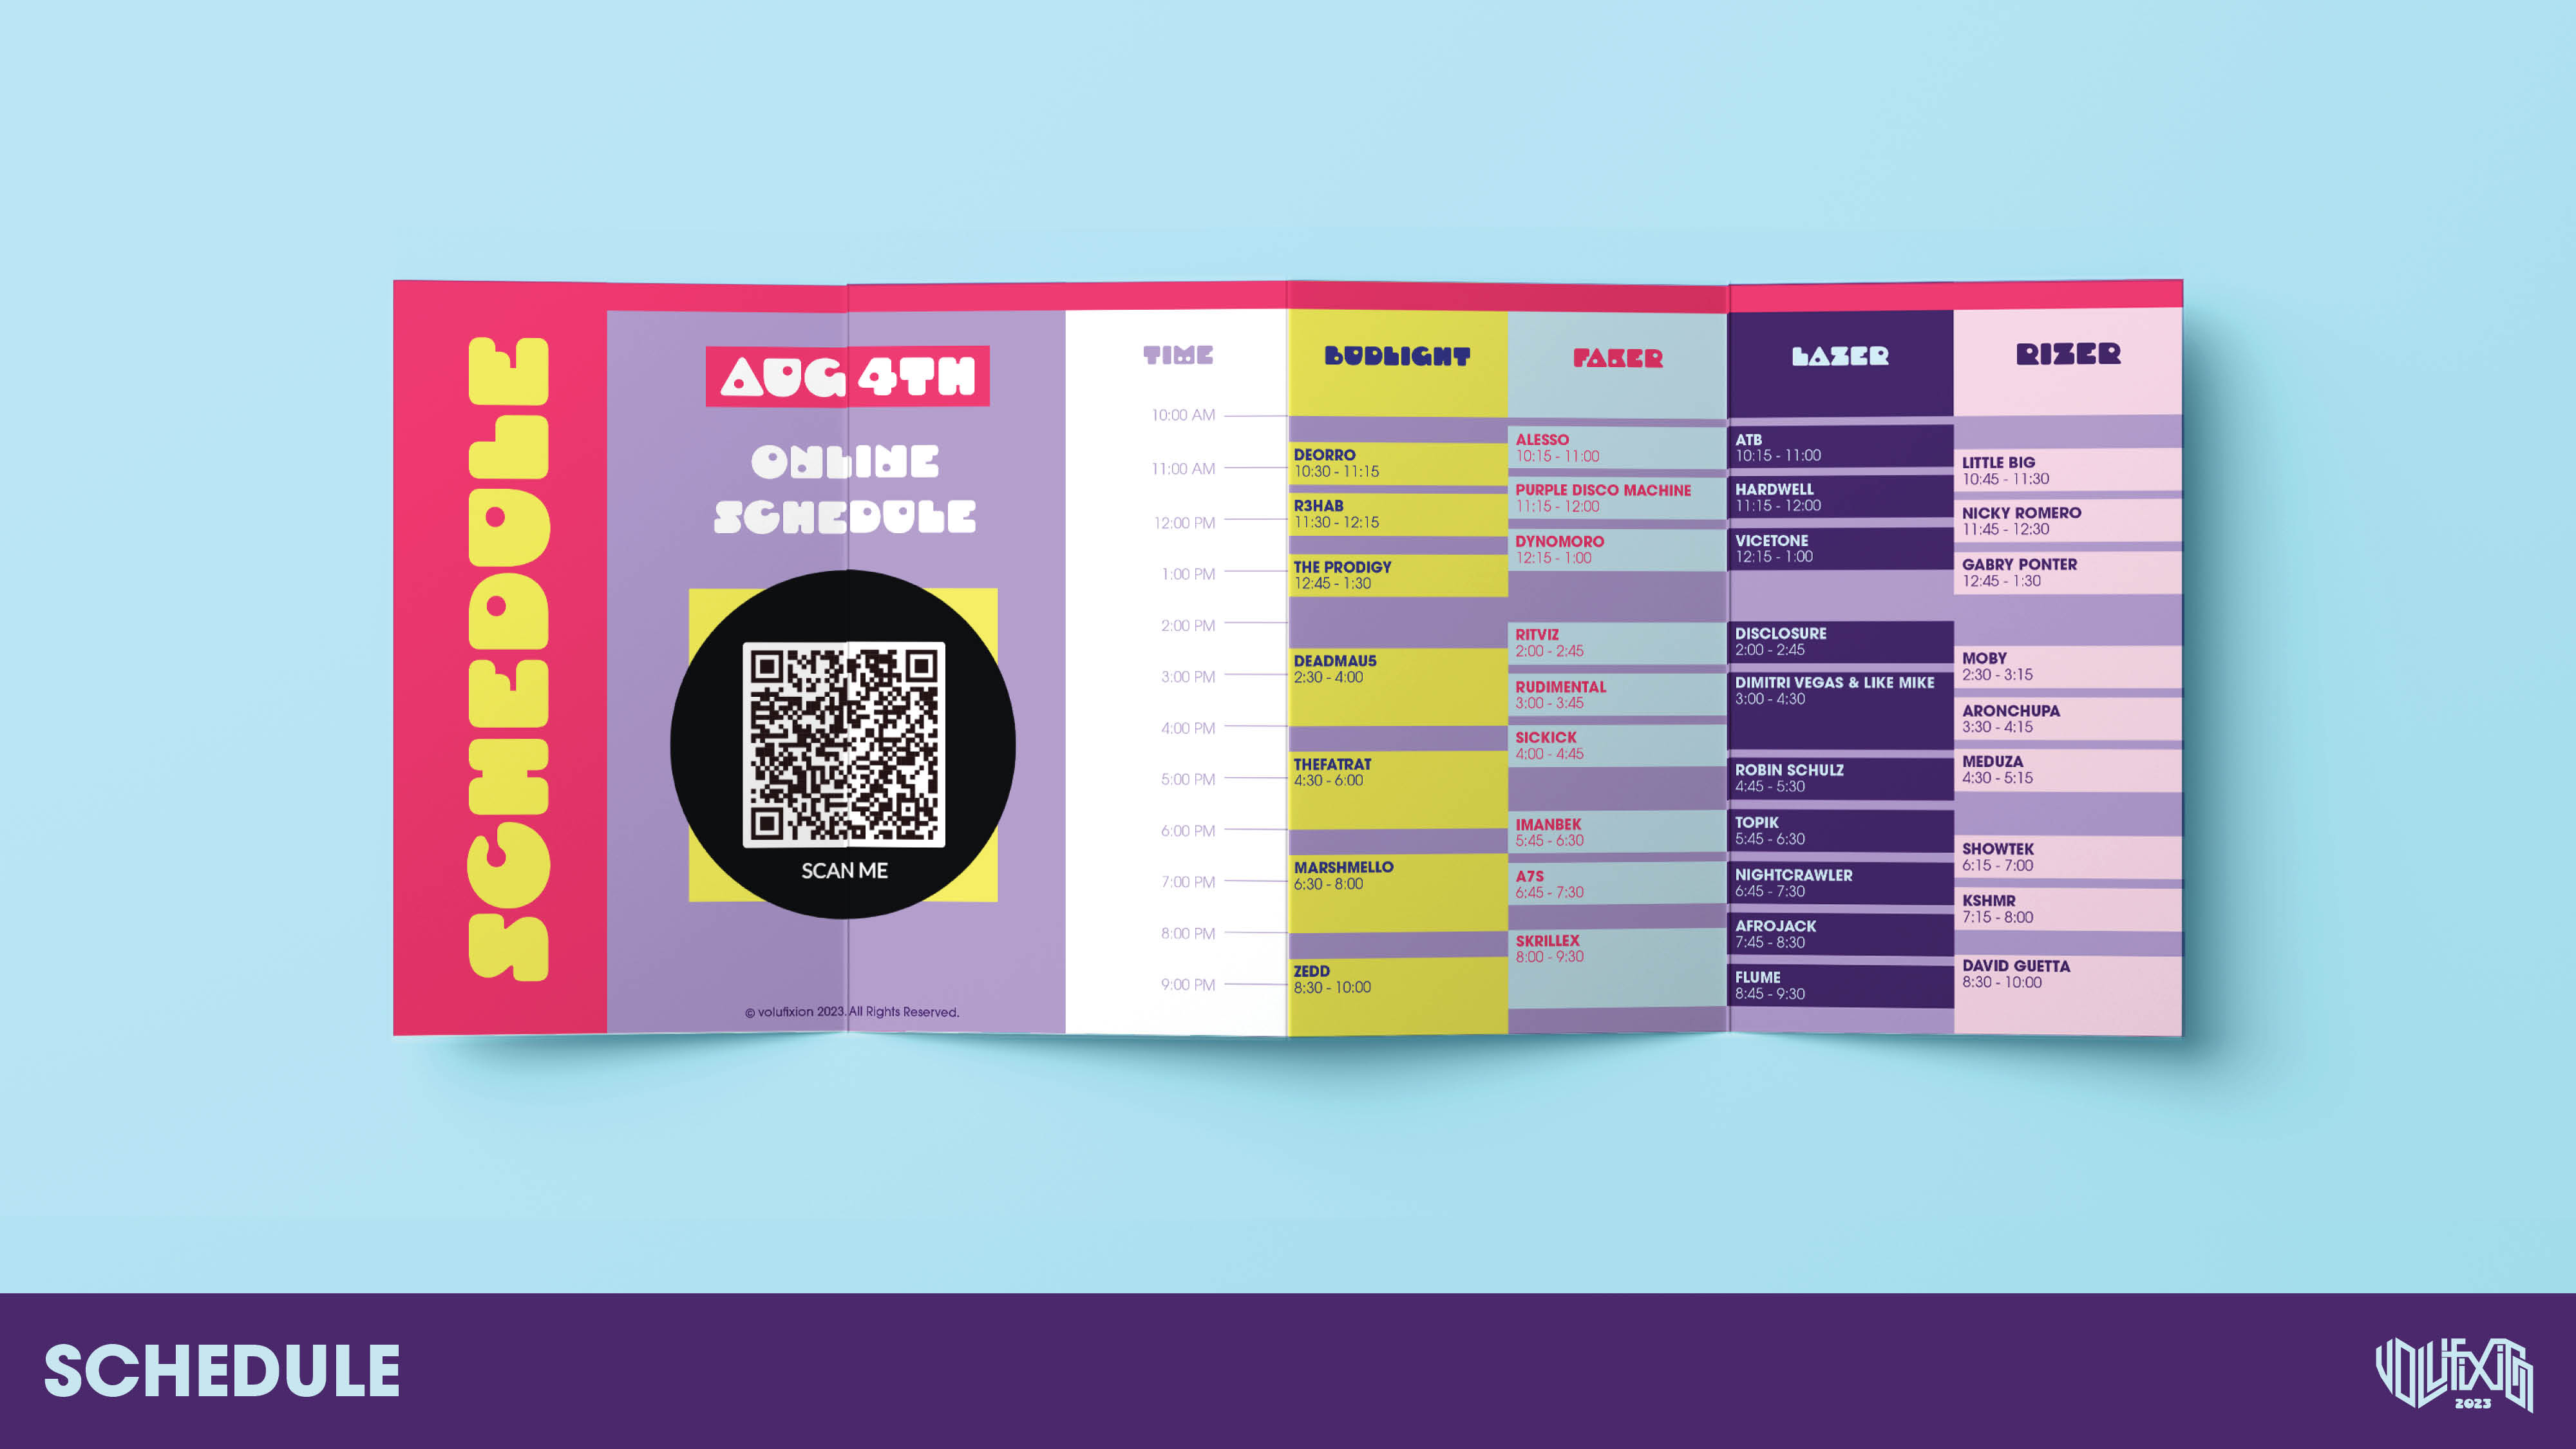 SCHEDULE
AUG 4TH
ONLINE
SCHEDULE
SCAN ME
© volufixion 2023. All Rights Reserved.
TIME
10:00 AM
11:00 AM
12:00 PM
1:00 PM
2:00 PM
3:00 PM
4:00 PM
5:00 PM
6:00 PM
7:00 PM
8:00 PM
9:00 PM
BUDLIGHT
DEORRO
10:30 - 11:15
R3HAB
11:30 - 12:15
THE PRODIGY
12:45 - 1:30
DEADMAU5
2:30 - 4:00
THEFATRAT
4:30 - 6:00
MARSHMELLO
6:30 - 8:00
ZEDD
8:30 - 10:00
FAKER
ALESSO
10:15 - 11:00
PURPLE DISCO MACHINE
11:15 - 12:00
DYNOMORO
12:15 - 1:00
RITVIZ
2:00 - 2:45
RUDIMENTAL
3:00 - 3:45
SICKICK
4:00 - 4:45
IMANBEK
5:45 - 6:30
A7S
6:45 - 7:30
SKRILLEX
8:00 - 9:30
LAZER
ATB
10:15 - 11:00
HARDWELL
11:15 - 12:00
VICETONE
12:15 - 1:00
DISCLOSURE
2:00 - 2:45
DIMITRI VEGAS & LIKE MIKE
3:00 - 4:30
ROBIN SCHULZ
4:45 - 5:30
TOPIK
5:45 - 6:30
NIGHTCRAWLER
6:45 - 7:30
AFROJACK
7:45 - 8:30
FLUME
8:45 - 9:30
RIZER
LITTLE BIG
10:45 - 11:30
NICKY ROMERO
11:45 - 12:30
GABRY PONTER
12:45 - 1:30
MOBY
2:30 - 3:15
ARONCHUPA
3:30 - 4:15
MEDUZA
4:30 - 5:15
SHOWTEK
6:15 - 7:00
KSHMR
7:15 - 8:00
DAVID GUETTA
8:30 - 10:00
SCHEDULE
VOLUFIXION
2023